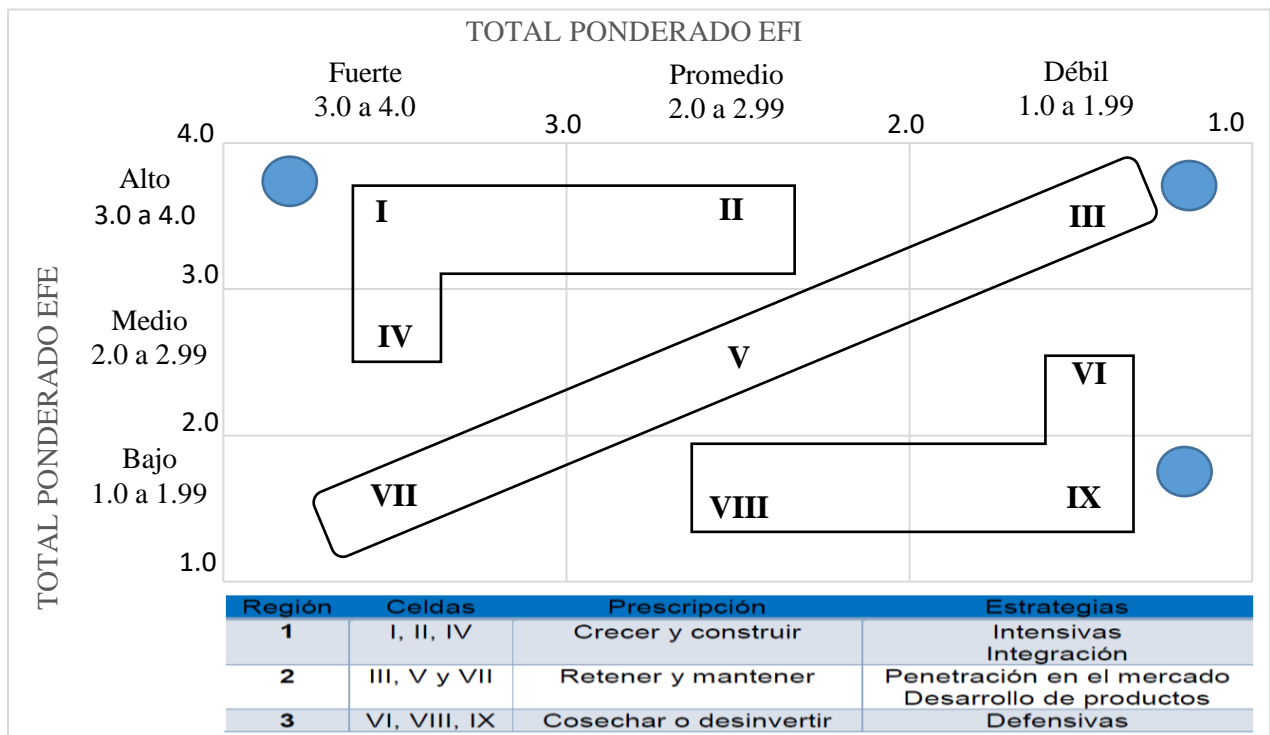 TOTAL PONDERADO EFI
Fuerte
3.0 a 4.0
Promedio
2.0 a 2.99
Débil
1.0 a 1.99
4.0
3.0
2.0
1.0
Alto
3.0 a 4.0
I
II
III
3.0
TOTAL PONDERADO EFE
Medio
2.0 a 2.99
IV
V
VI
2.0
Bajo
1.0 a 1.99
VII
VIII
IX
1.0
Región Celdas Prescripción Estrategias
1 I, II, IV Crecer y construir Intensivas
Integración
2 III, V y VII Retener y mantener Penetración en el mercado
Desarrollo de productos
3 VI, VIII, IX Cosechar o desinvertir Defensivas